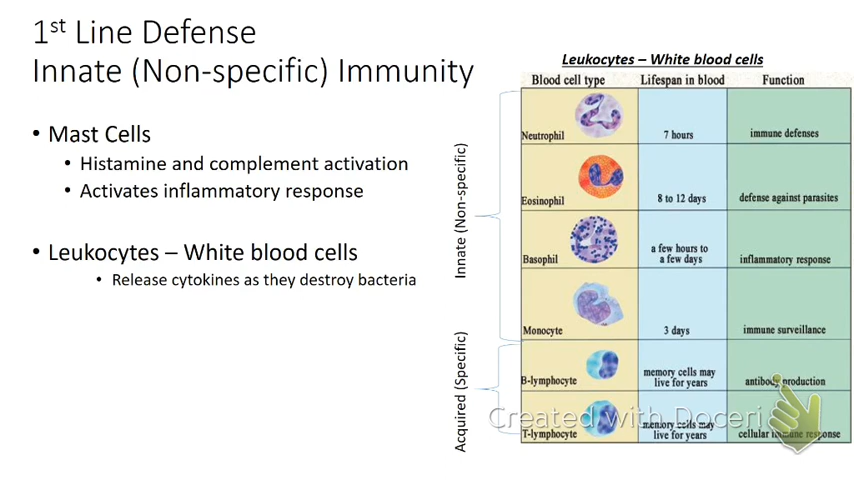 1st Line Defense
Innate (Non-specific) Immunity
• Mast Cells
• Histamine and complement activation
• Activates inflammatory response
• Leukocytes – White blood cells
• Release cytokines as they destroy bacteria
Leukocytes – White blood cells
Blood cell type Lifespan in blood Function
Innate (Non-specific)
Neutrophil 7 hours immune defenses
Eosinophil 8 to 12 days defense against parasites
Basophil a few hours to
a few days inflammatory response
Monocyte 3 days immune surveillance
Acquired (Specific)
B-lymphocyte memory cells may
live for years antibody production
T-lymphocyte memory cells may
live for years cellular immune response
Created with Doceri